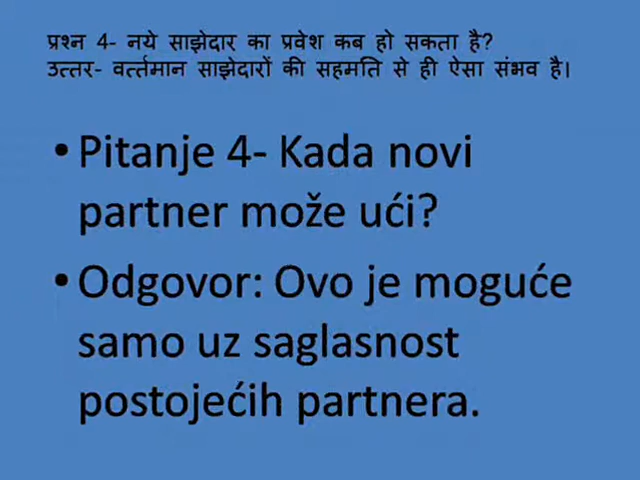 प्रश्न 4- नये साझेदार का प्रवेश कब हो सकता है?
उत्तर- वर्त्तमान साझेदारों की सहमति से ही ऐसा संभव है।
• Pitanje 4- Kada novi
partner može ući?
• Odgovor: Ovo je moguće
samo uz saglasnost
postojećih partnera.